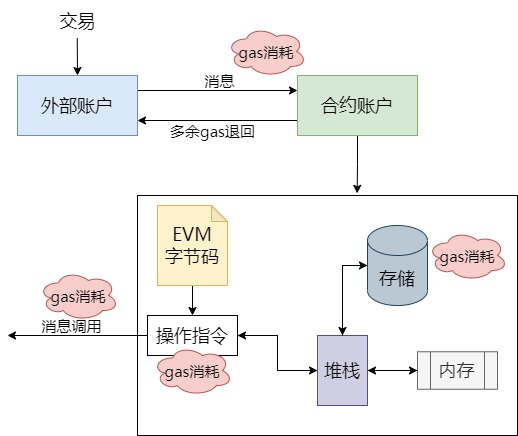 交易
gas消耗
外部账户
消息
合约账户
多余gas退回
EVM
字节码
存储
gas消耗
gas消耗
消息调用
操作指令
gas消耗
堆栈
内存